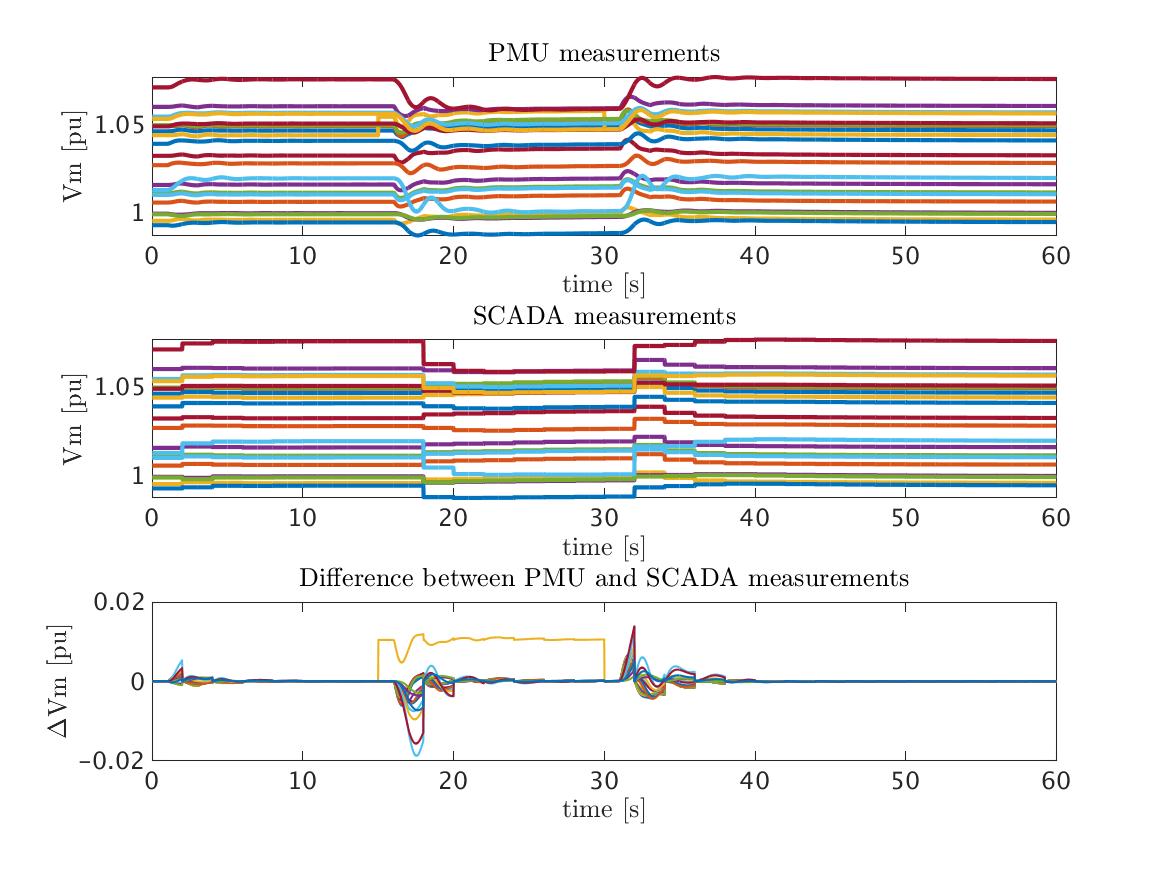 PMU measurements
Vm [pu]
1.05
1
0 10 20 30 40 50 60
time [s]
SCADA measurements
Vm [pu]
1.05
1
0 10 20 30 40 50 60
time [s]
Difference between PMU and SCADA measurements
ΔVm [pu]
0.02
0
-0.02
0 10 20 30 40 50 60
time [s]